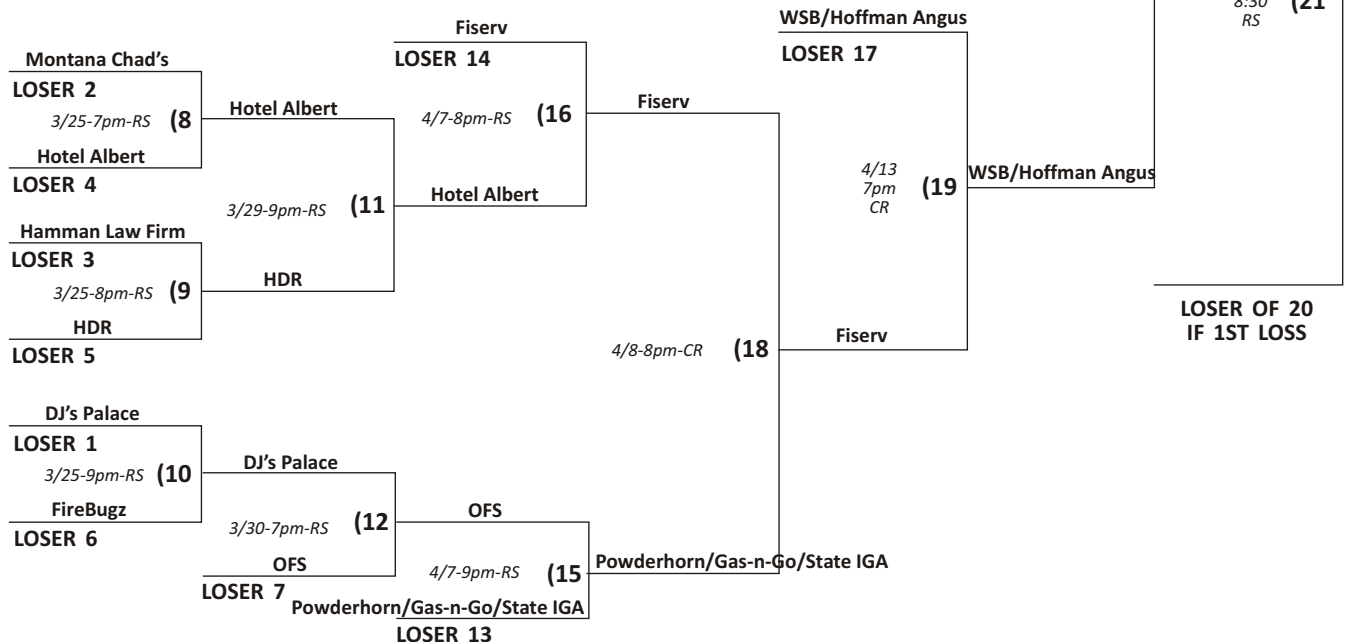 8:30
(21
RS
WSB/Hoffman Angus
LOSER 17
Fiserv
LOSER 14
Montana Chad's
LOSER 2
3/25-7pm-RS (8
Hotel Albert
LOSER 4
Hotel Albert
4/7-8pm-RS (16
Fiserv
3/29-9pm-RS (11
Hotel Albert
4/13
7pm
CR
(19
WSB/Hoffman Angus
Hamman Law Firm
LOSER 3
3/25-8pm-RS (9
HDR
LOSER 5
HDR
LOSER OF 20
IF 1ST LOSS
4/8-8pm-CR (18
Fiserv
DJ's Palace
LOSER 1
3/25-9pm-RS (10
FireBugz
LOSER 6
DJ's Palace
3/30-7pm-RS (12
OFS
LOSER 7
OFS
4/7-9pm-RS (15
Powderhorn/Gas-n-Go/State IGA
Powderhorn/Gas-n-Go/State IGA
LOSER 13